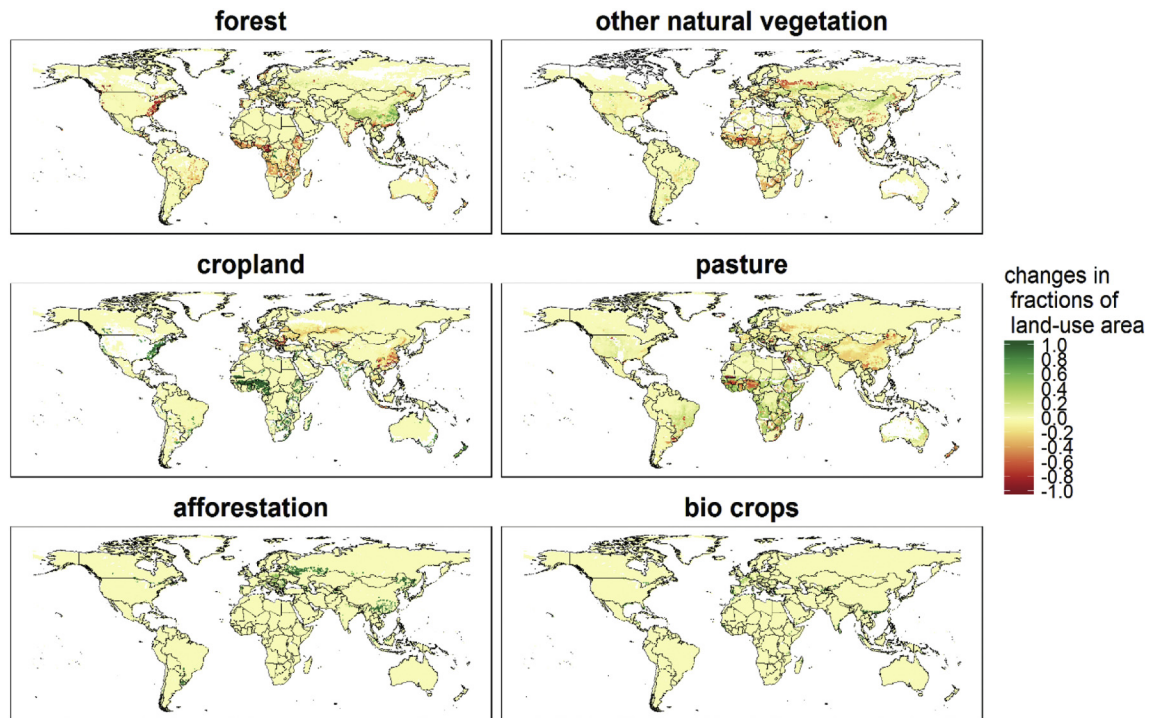 forest
other natural vegetation
cropland
pasture
changes in
fractions of
land-use area
1.0
0.8
0.6
0.4
0.2
0.0
-0.2
-0.4
-0.6
-0.8
-1.0
afforestation
bio crops